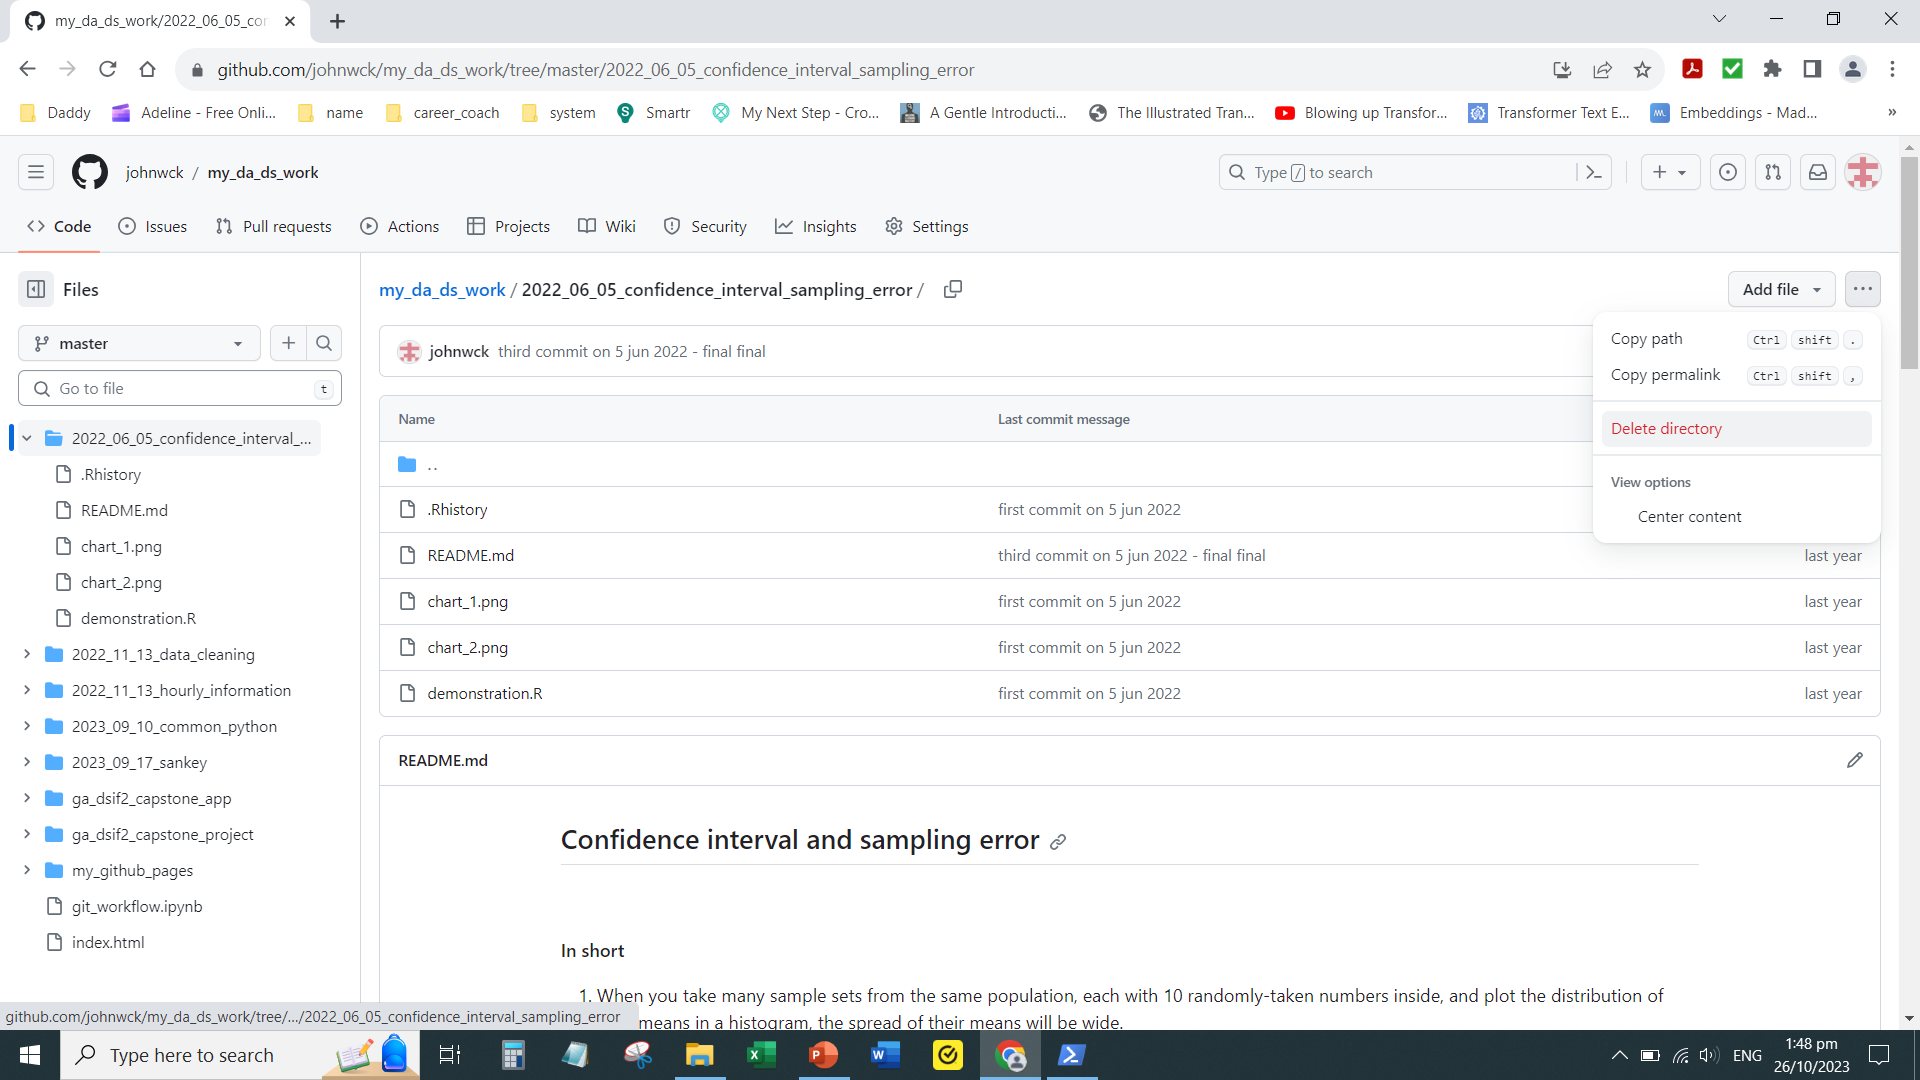 my_da_ds_work/2022_06_05_cor
github.com/johnwck/my_da_ds_work/tree/master/2022_06_05_confidence_interval_sampling_error
Daddy Adeline - Free Onli... name career_coach system Smartr My Next Step - Cro... A Gentle Introducti... The Illustrated Tran... Blowing up Transfor... Transformer Text E... Embeddings - Mad... »
johnwck / my_da_ds_work Type / to search
Code Issues Pull requests Actions Projects Wiki Security Insights Settings
Files
master
Go to file t
2022_06_05_confidence_interval_...
.Rhistory
README.md
chart_1.png
chart_2.png
demonstration.R
2022_11_13_data_cleaning
2022_11_13_hourly_information
2023_09_10_common_python
2023_09_17_sankey
ga_dsif2_capstone_app
ga_dsif2_capstone_project
my_github_pages
git_workflow.ipynb
index.html
my_da_ds_work / 2022_06_05_confidence_interval_sampling_error / Add file ...
johnwck third commit on 5 jun 2022 - final final
Copy path Ctrl shift .
Copy permalink Ctrl shift ,
Delete directory
View options
Center content
Name Last commit message
..
.Rhistory first commit on 5 jun 2022
README.md third commit on 5 jun 2022 - final final last year
chart_1.png first commit on 5 jun 2022 last year
chart_2.png first commit on 5 jun 2022 last year
demonstration.R first commit on 5 jun 2022 last year
README.md
Confidence interval and sampling error
In short
1. When you take many sample sets from the same population, each with 10 randomly-taken numbers inside, and plot the distribution of
means in a histogram, the spread of their means will be wide.
github.com/johnwck/my_da_ds_work/tree/.../2022_06_05_confidence_interval_sampling_error
Type here to search
ENG
1:48 pm
26/10/2023